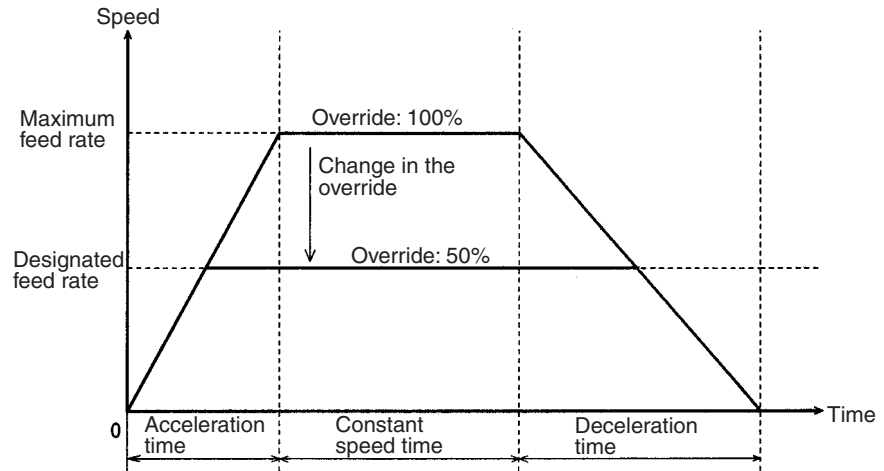 Speed
Maximum
feed rate
Override: 100%
Change in the
override
Designated
feed rate
Override: 50%
0
Time
Acceleration
time
Constant
speed time
Deceleration
time